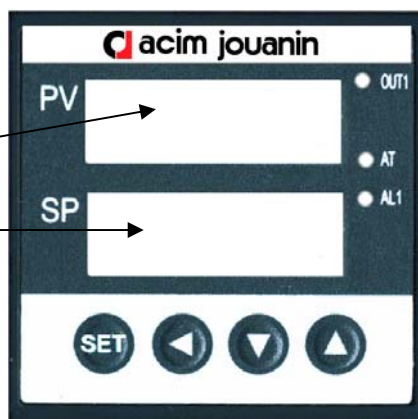 acim jouanin
PV
OUT1
AT
SP
AL1
SET